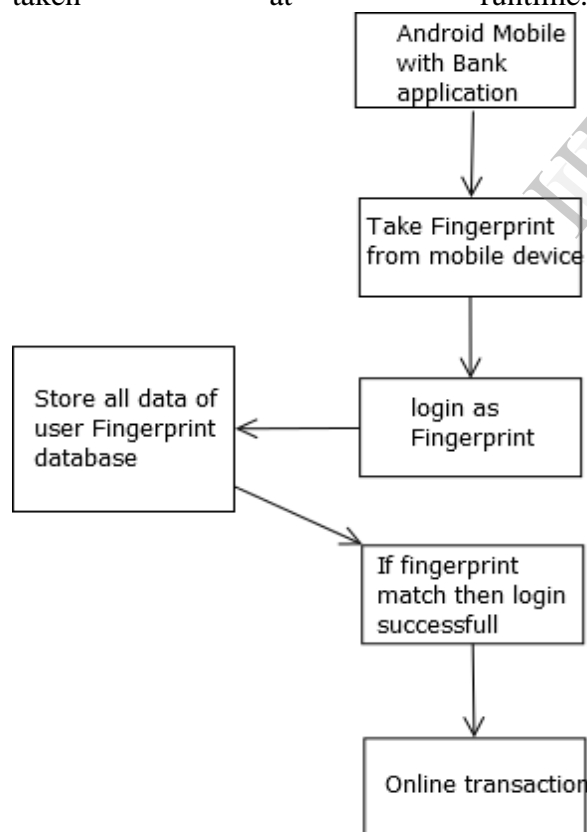 taken at runtime.
Android Mobile
with Bank
application
Take Fingerprint
from mobile device
login as
Fingerprint
Store all data of
user Fingerprint
database
If fingerprint
match then login
successfull
Online transaction